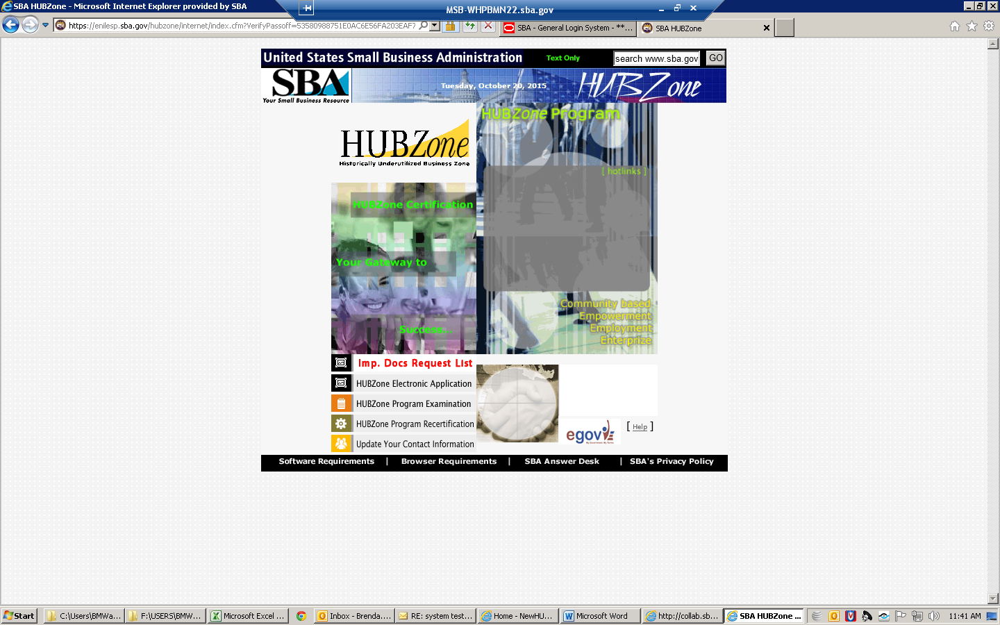 SBA HUBZone - Microsoft Internet Explorer provided by SBA
MSB-WHPBMN22.sba.gov
https://enilesp.sba.gov/hubzone/internet/index.cfm?VerifyPassoff=53580988751E0AC6E56FA203EAF7
SBA - General Login System - **...
SBA HUBZone
United States Small Business Administration
Text Only
search www.sba.gov
GO
SBA
Your Small Business Resource
Tuesday, October 20, 2015
HUBZone
HUBZone Program
HUBZone
Historically Underutilized Business Zone
[ hotlinks ]
HUBZone Certification
Your Gateway to
Success...
Community based
Empowerment
Employment
Enterprize
Imp. Docs Request List
HUBZone Electronic Application
HUBZone Program Examination
HUBZone Program Recertification
Update Your Contact Information
egov
[ Help ]
Software Requirements | Browser Requirements | SBA Answer Desk | SBA's Privacy Policy
Start
C:\Users\BMWa...
F:\USERS\BMW...
Microsoft Excel ...
Inbox - Brenda....
RE: system test...
Home - NewHU...
Microsoft Word
http://collab.sb...
SBA HUBZone ...
11:41 AM